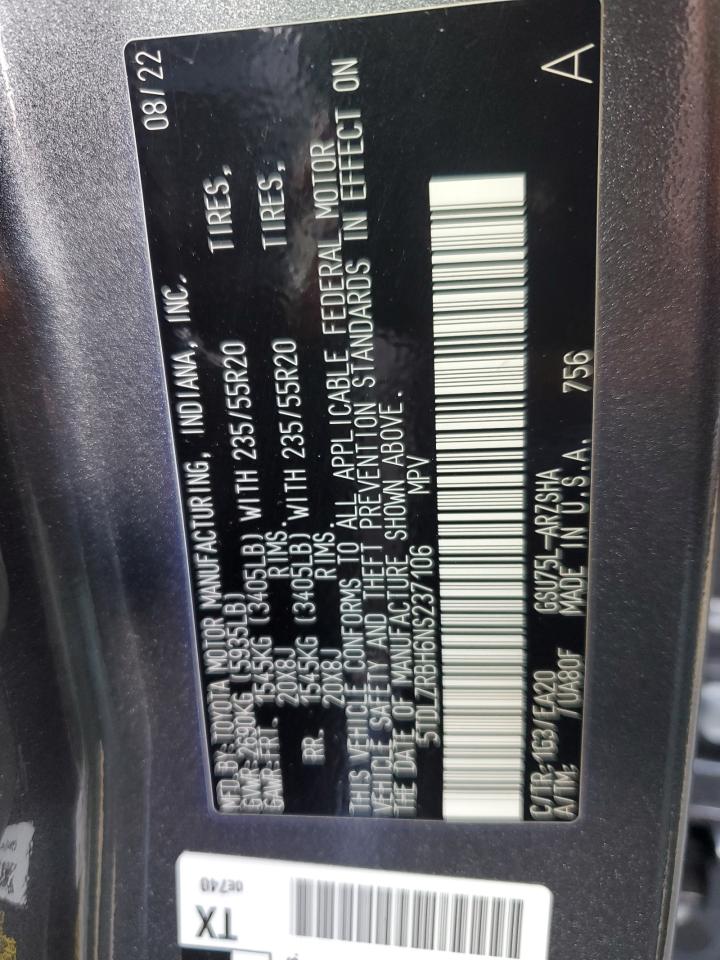 MFD. BY: TOYOTA MOTOR MANUFACTURING, INDIANA, INC. 08/22
GVWR: 2690KG (5935LB)
GAWR: FRT. 1545KG (3405LB) WITH 235/55R20 TIRES,
20X8J RIMS.
RR. 1545KG (3405LB) WITH 235/55R20 TIRES,
20X8J RIMS.
THIS VEHICLE CONFORMS TO ALL APPLICABLE FEDERAL MOTOR
VEHICLE SAFETY AND THEFT PREVENTION STANDARDS IN EFFECT ON
THE DATE OF MANUFACTURE SHOWN ABOVE.
5TDLZRBH6NS237106 MPV
C/TR: 1G3/EA20 GSU75L-ARZSHA 756 A
A/TM: /UA80F MADE IN U.S.A.
TX 0E740